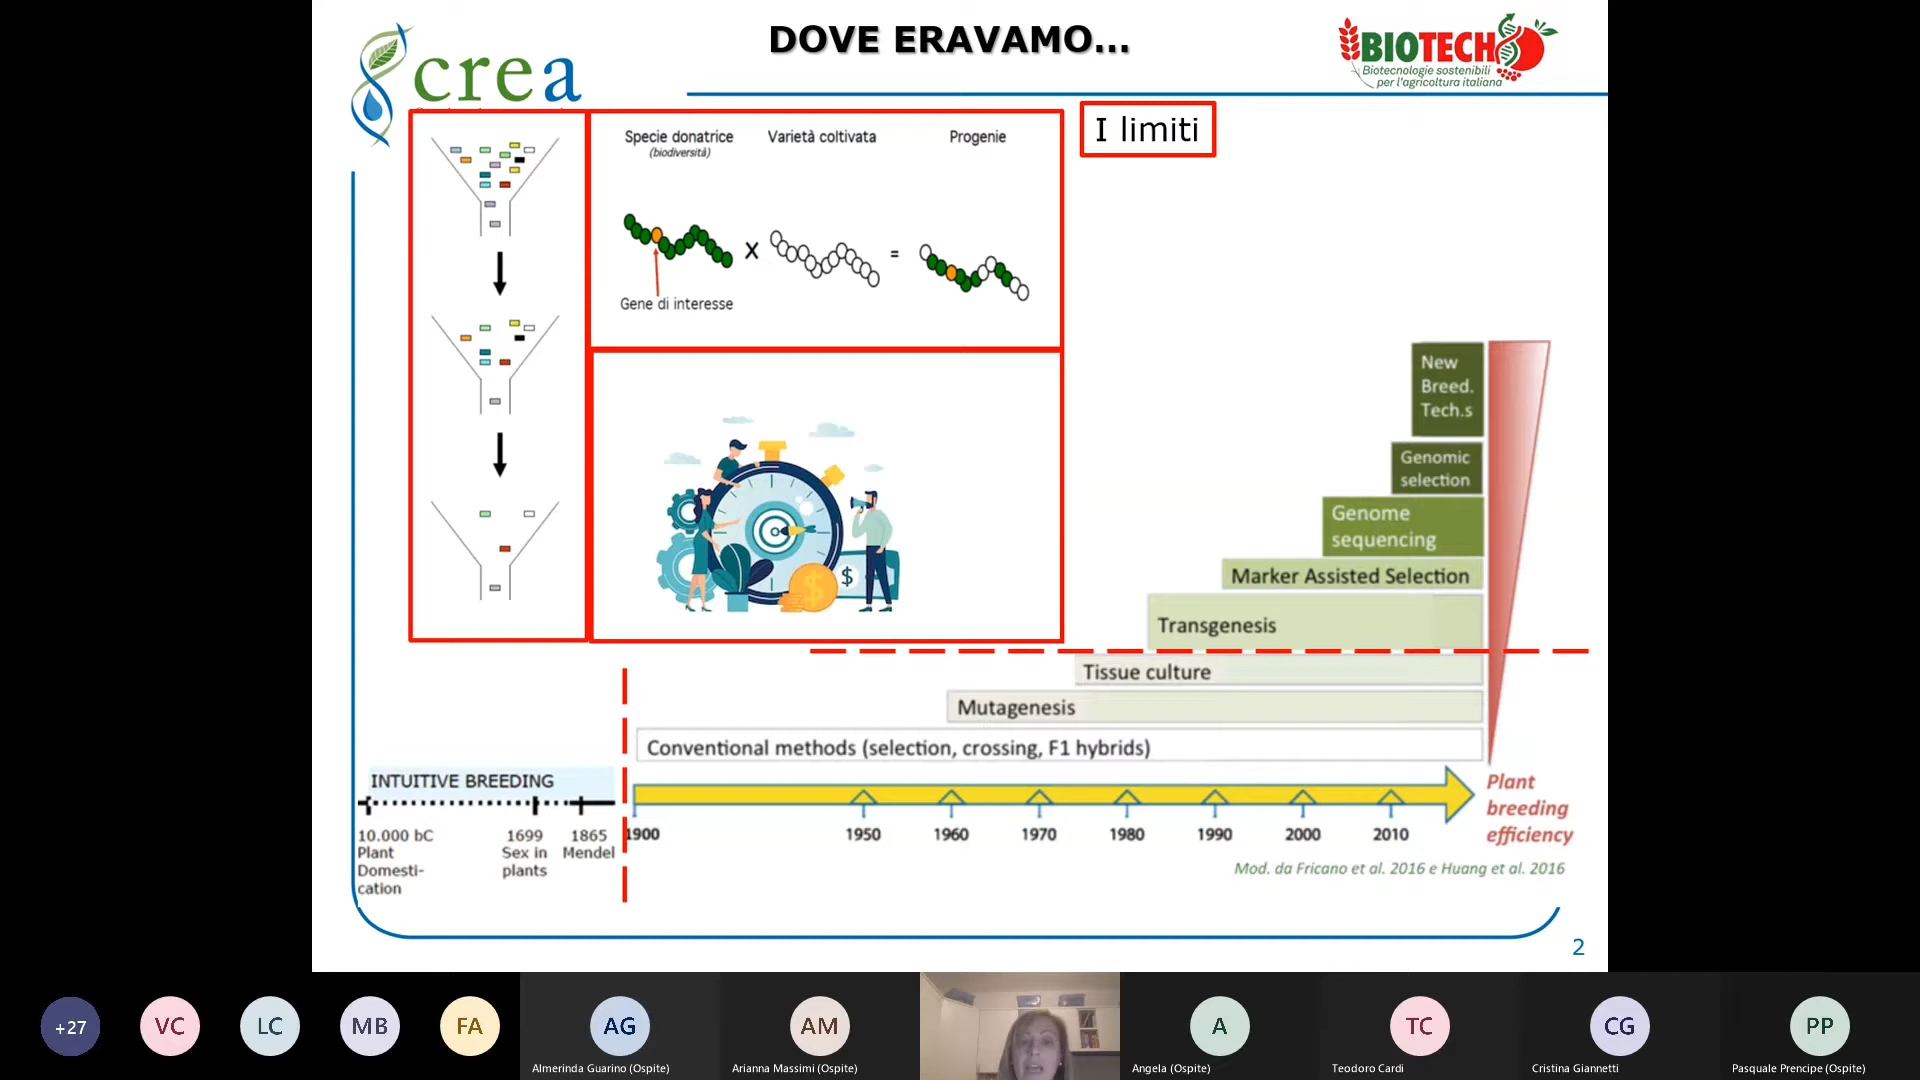 DOVE ERAVAMO...
crea
BIOTECH
Biotecnologie sostenibili
per l'agricoltura italiana
I limiti
Specie donatrice
(biodiversità)
Varietà coltivata
Progenie
X
=
Gene di interesse
$
$
New
Breed.
Tech.s
Genomic
selection
Genome
sequencing
Marker Assisted Selection
Transgenesis
Tissue culture
Mutagenesis
Conventional methods (selection, crossing, F1 hybrids)
INTUITIVE BREEDING
10.000 bC
Plant
Domesti-
cation
1699
Sex in
plants
1865
Mendel
1900
1950
1960
1970
1980
1990
2000
2010
Plant
breeding
efficiency
Mod. da Fricano et al. 2016 e Huang et al. 2016
2
+27
VC
LC
MB
FA
AG
Almerinda Guarino (Ospite)
AM
Arianna Massimi (Ospite)
A
Angela (Ospite)
TC
Teodoro Cardi
CG
Cristina Giannetti
PP
Pasquale Prencipe (Ospite)